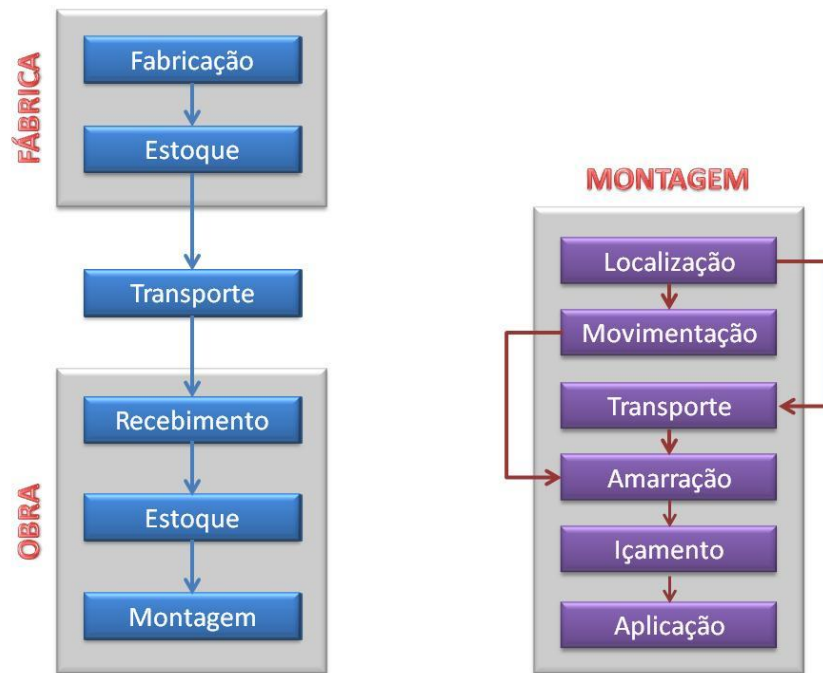 FÁBRICA
Fabricação
Estoque
Transporte
OBRA
Recebimento
Estoque
Montagem
MONTAGEM
Localização
Movimentação
Transporte
Amarração
Içamento
Aplicação